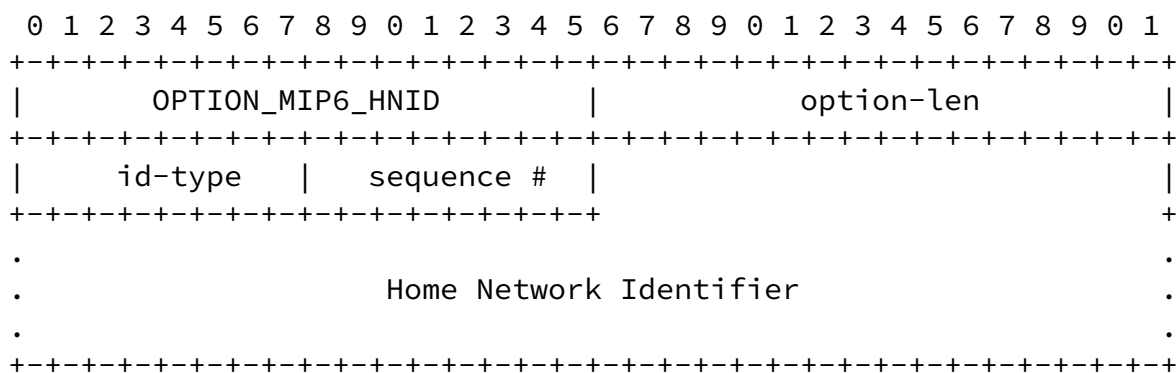 0 1 2 3 4 5 6 7 8 9 0 1 2 3 4 5 6 7 8 9 0 1 2 3 4 5 6 7 8 9 0 1
+-+-+-+-+-+-+-+-+-+-+-+-+-+-+-+-+-+-+-+-+-+-+-+-+-+-+-+-+-+-+-+-+
|       OPTION_MIP6_HNID        |           option-len          |
+-+-+-+-+-+-+-+-+-+-+-+-+-+-+-+-+-+-+-+-+-+-+-+-+-+-+-+-+-+-+-+-+
|     id-type   |   sequence #  |                               |
+-+-+-+-+-+-+-+-+-+-+-+-+-+-+-+-+                               +
.                                                               .
.                    Home Network Identifier                    .
.                                                               .
+-+-+-+-+-+-+-+-+-+-+-+-+-+-+-+-+-+-+-+-+-+-+-+-+-+-+-+-+-+-+-+-+